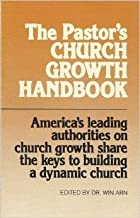 The Pastor's
CHURCH
GROWTH
HANDBOOK
America's leading
authorities on
church growth share
the keys to building
a dynamic church
EDITED BY DR. WIN ARN